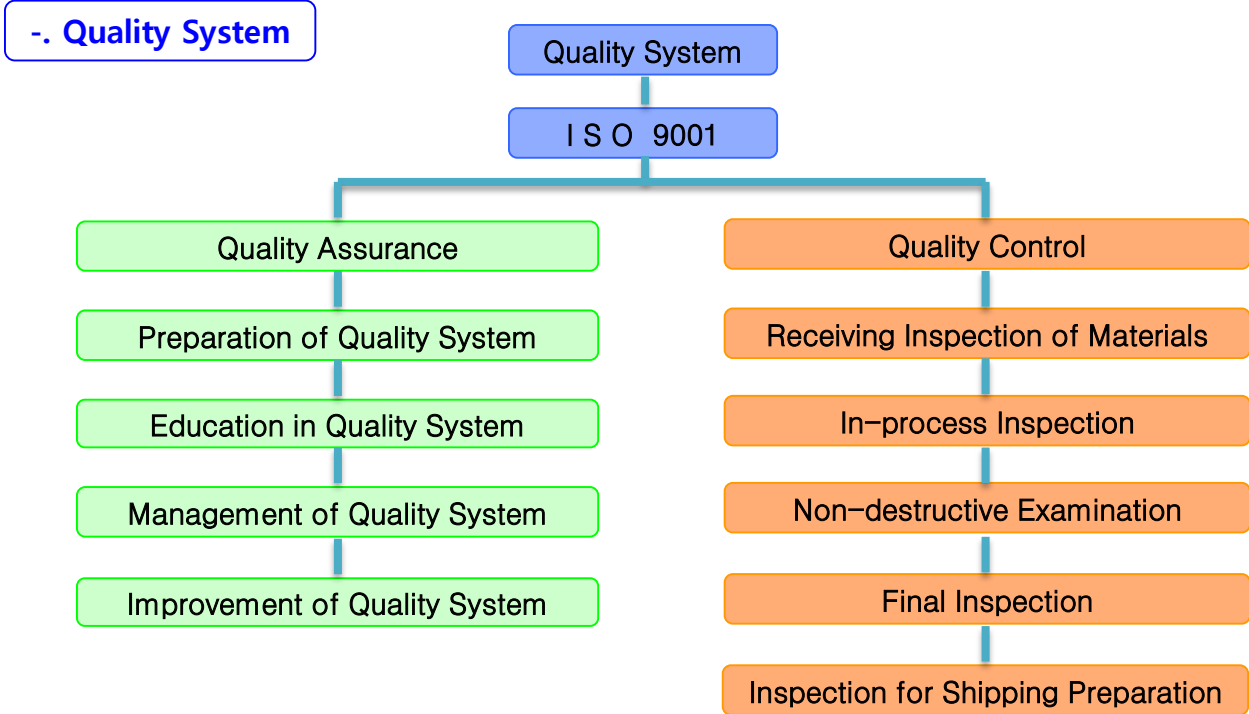 -. Quality System
Quality System
I S O 9001
Quality Assurance
Preparation of Quality System
Education in Quality System
Management of Quality System
Improvement of Quality System
Quality Control
Receiving Inspection of Materials
In-process Inspection
Non-destructive Examination
Final Inspection
Inspection for Shipping Preparation